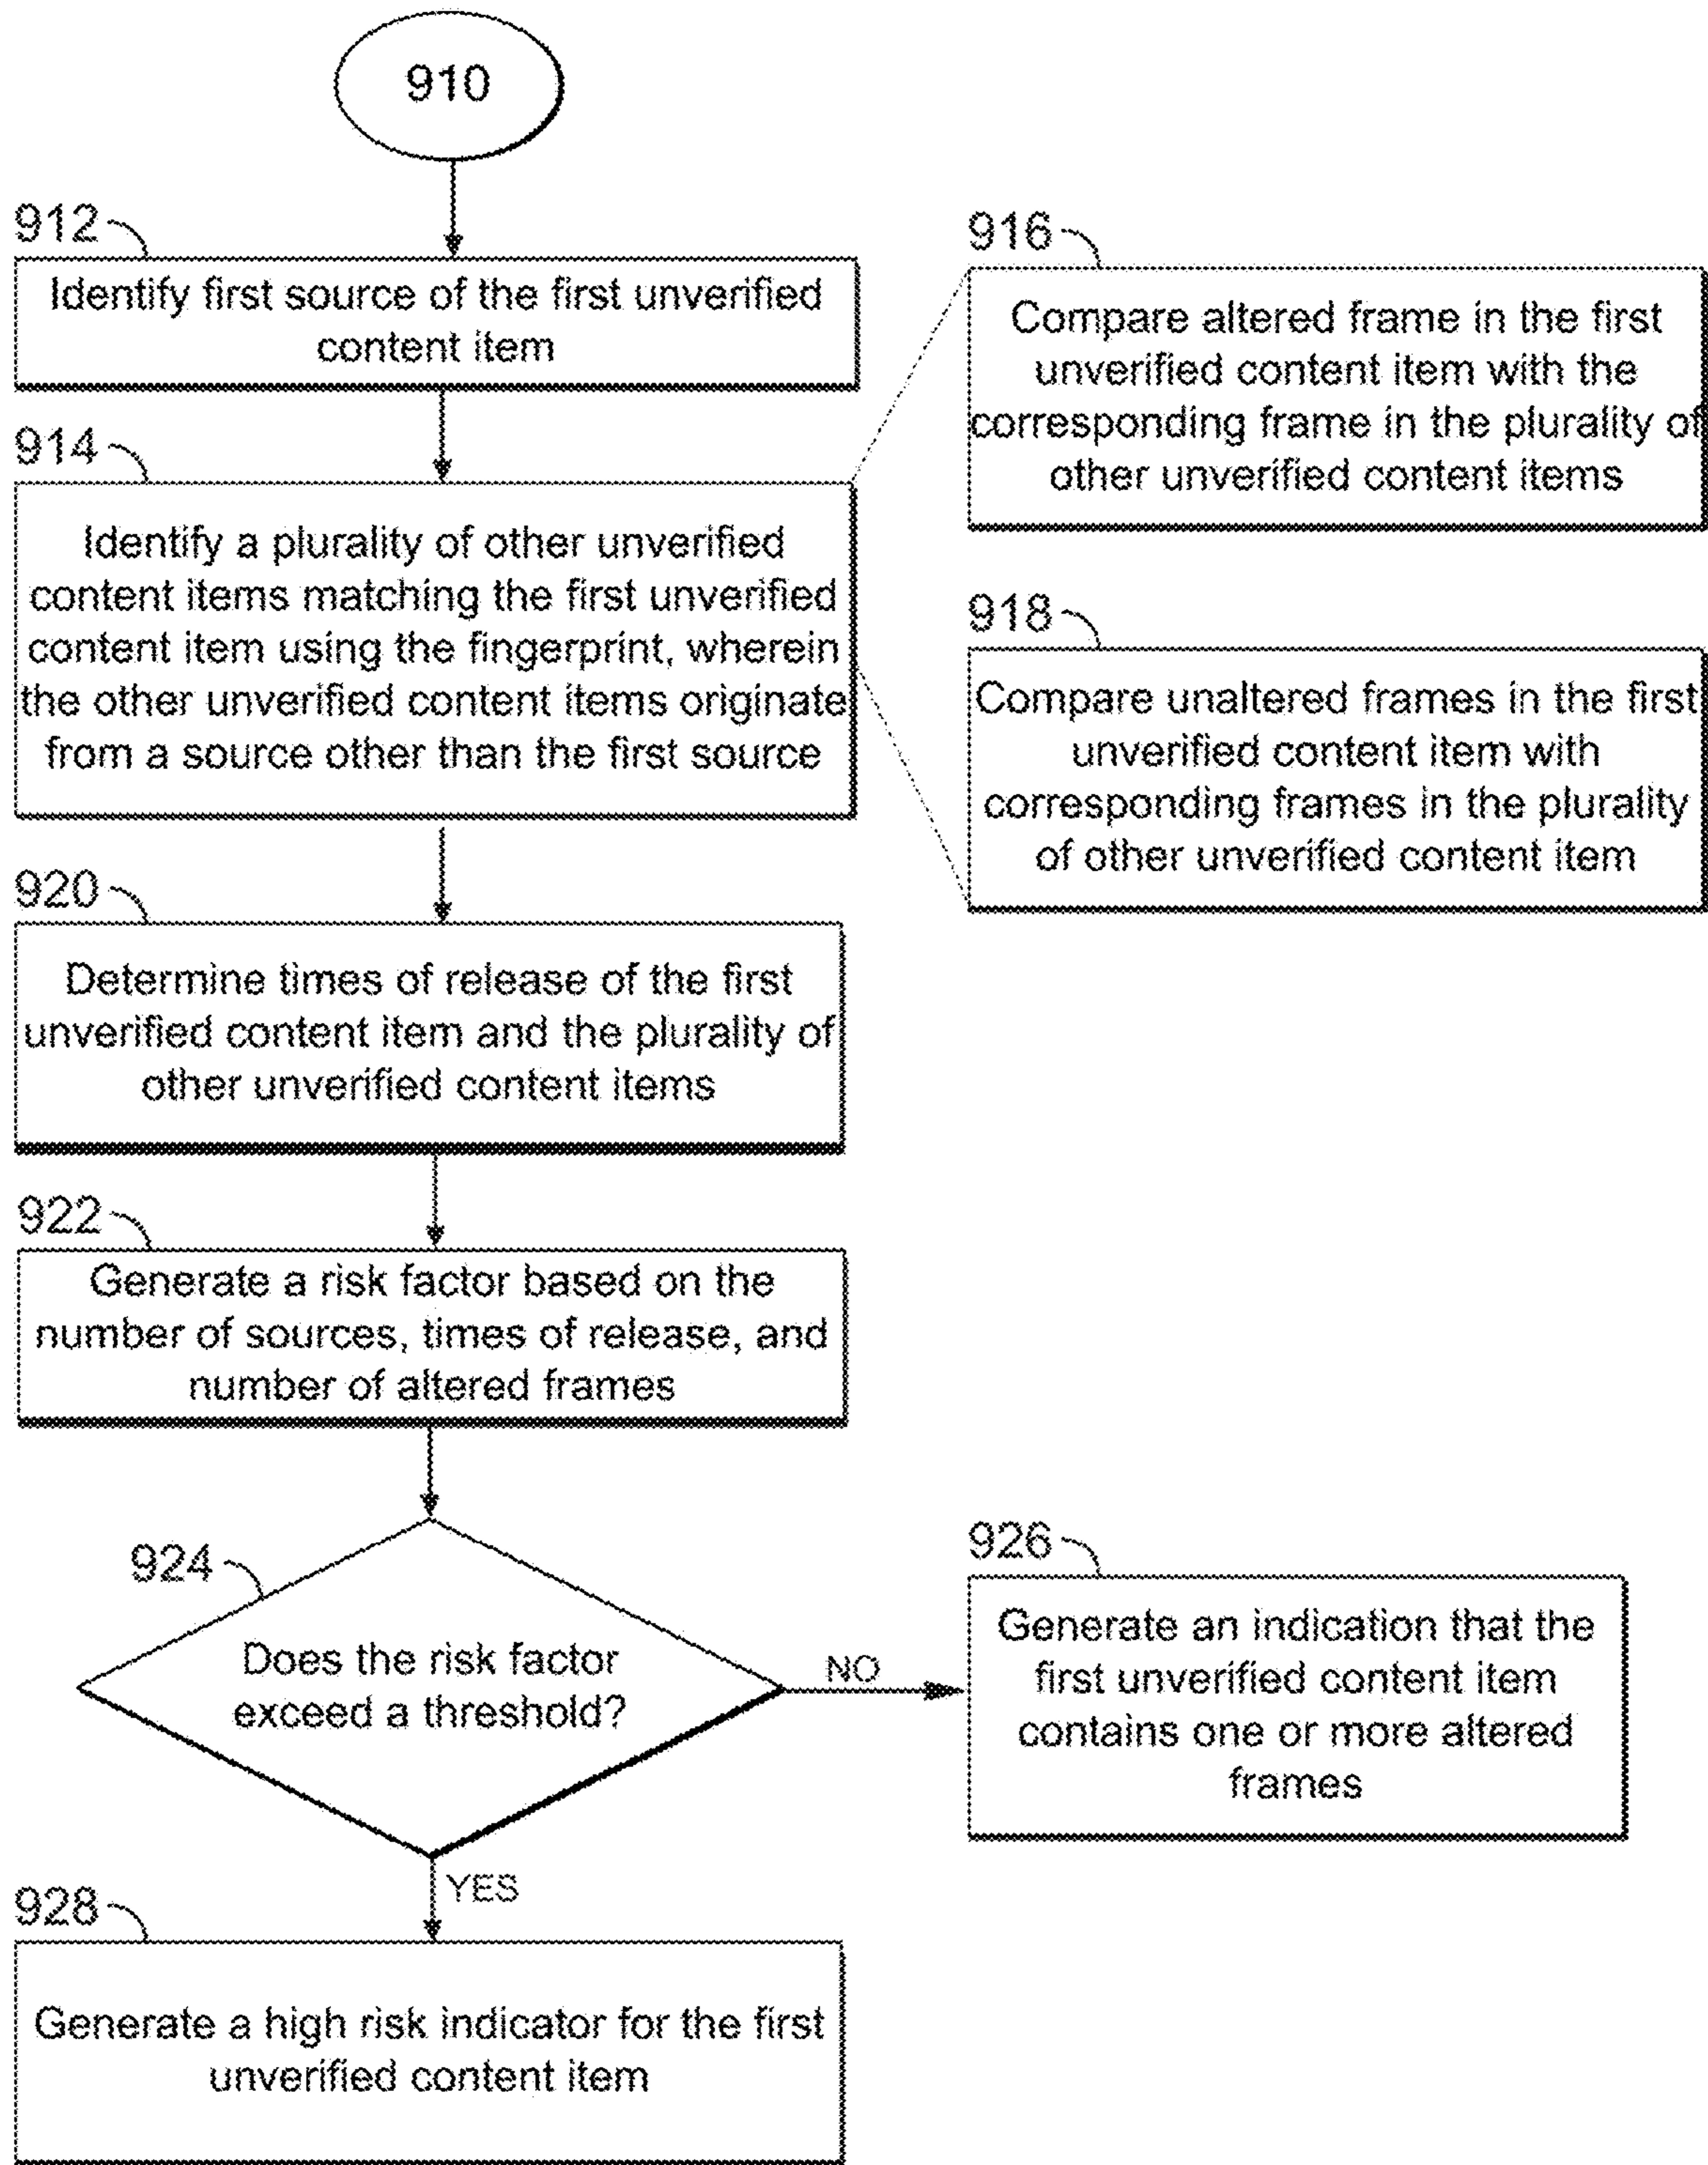 910
912
Identify first source of the first unverified
content item
914
Identify a plurality of other unverified
content items matching the first unverified
content item using the fingerprint, wherein
the other unverified content items originate
from a source other than the first source
916
Compare altered frame in the first
unverified content item with the
corresponding frame in the plurality of
other unverified content items
918
Compare unaltered frames in the first
unverified content item with
corresponding frames in the plurality
of other unverified content item
920
Determine times of release of the first
unverified content item and the plurality of
other unverified content items
922
Generate a risk factor based on the
number of sources, times of release, and
number of altered frames
924
Does the risk factor
exceed a threshold?
NO
926
Generate an indication that the
first unverified content item
contains one or more altered
frames
YES
928
Generate a high risk indicator for the first
unverified content item